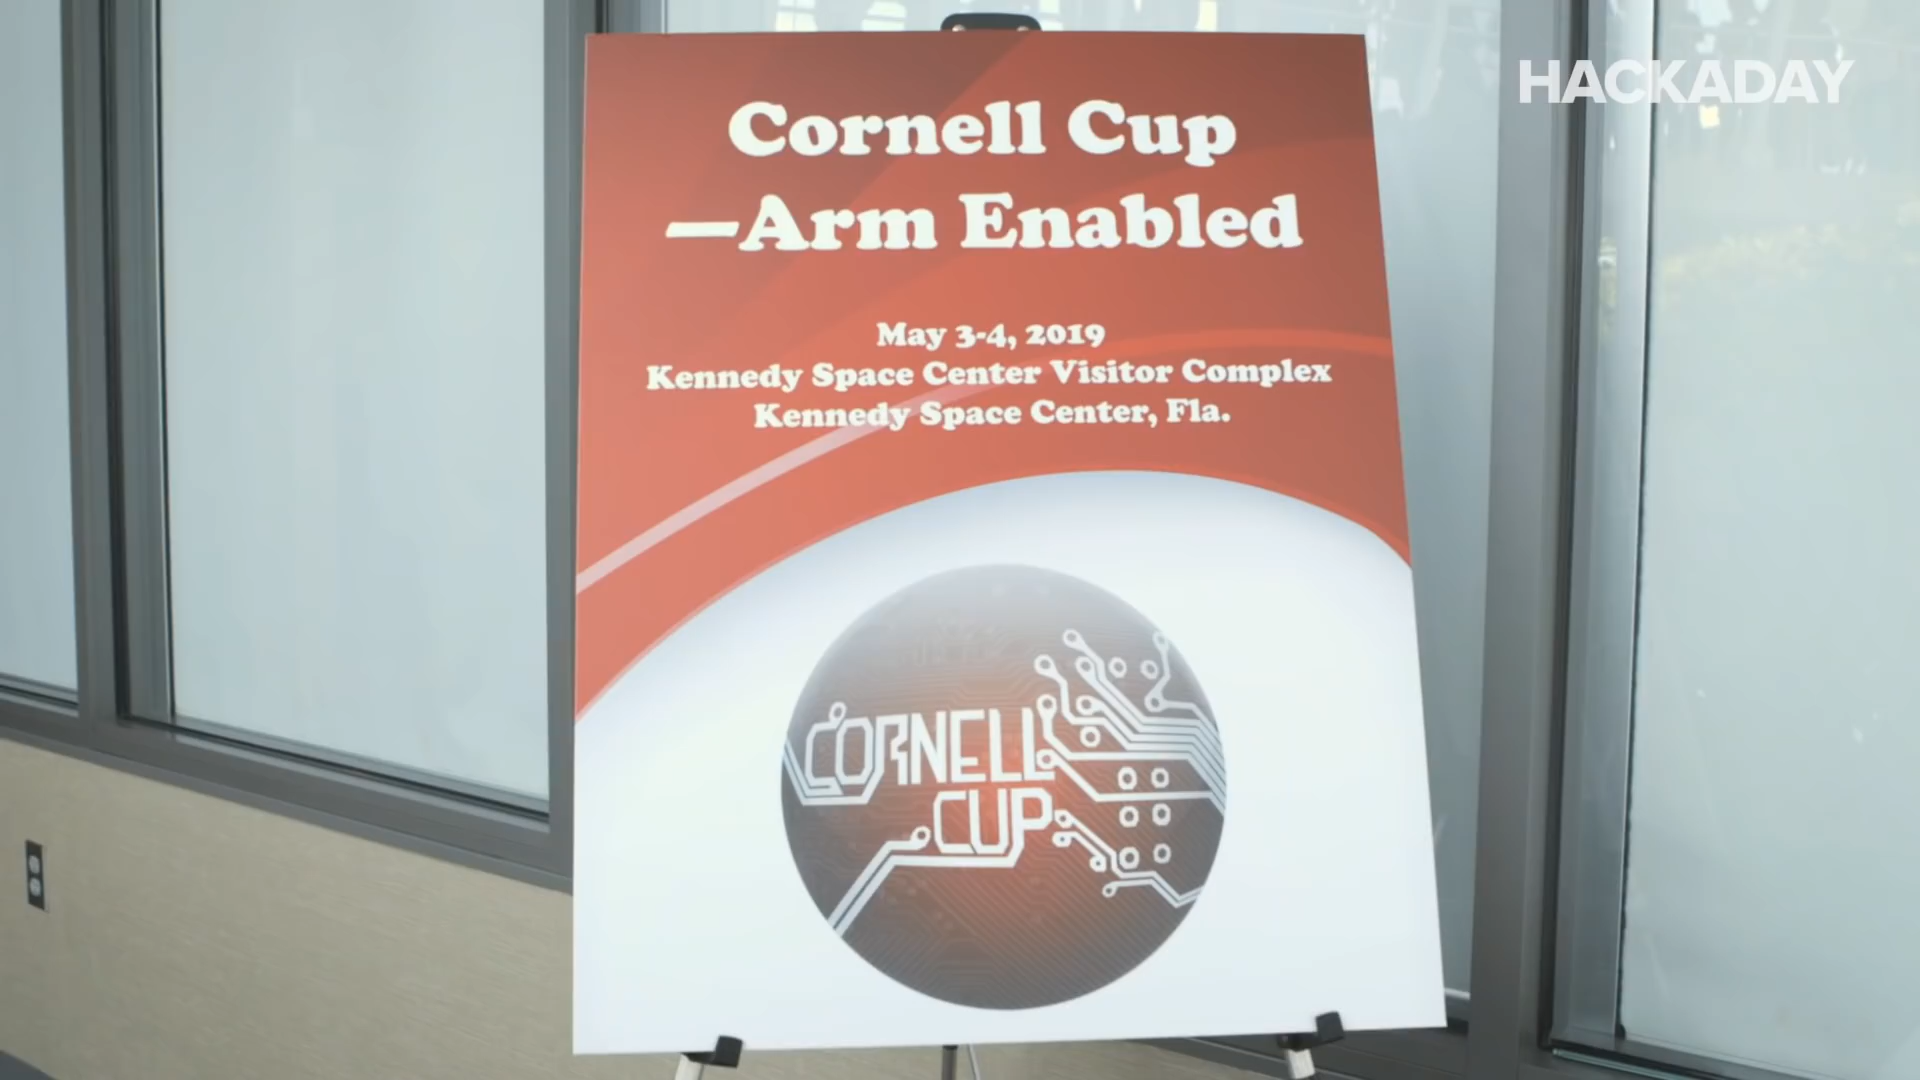 HACKADAY
Cornell Cup
—Arm Enabled
May 3-4, 2019
Kennedy Space Center Visitor Complex
Kennedy Space Center, Fla.
CORNELL
CUP